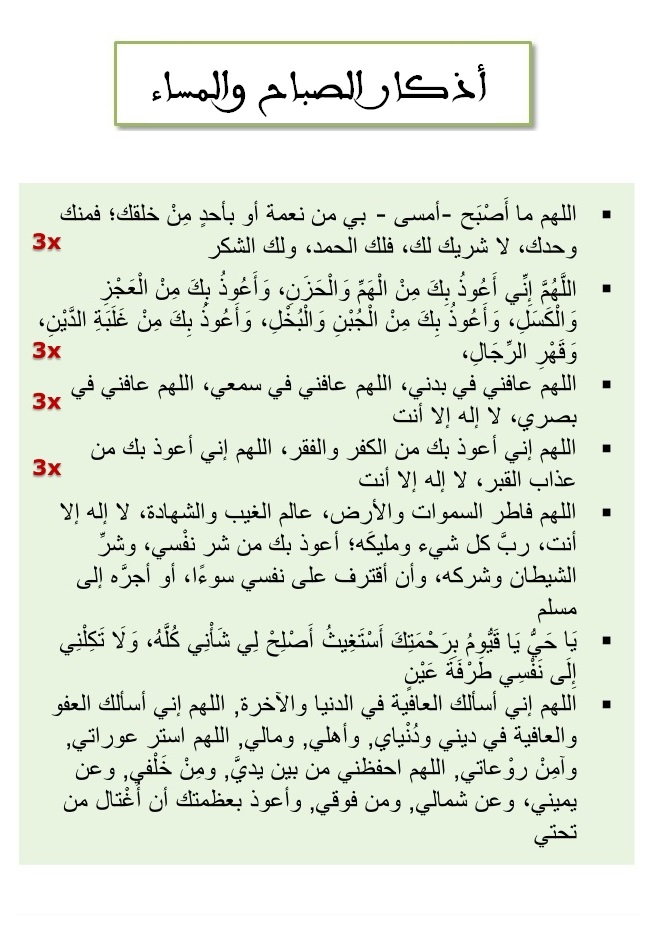 أذكار الصباح والمساء
▪ اللهم ما أَصْبَح -أمسى - بي من نعمة أو بأحدٍ مِنْ خلقك؛ فمنك
وحدك، لا شريك لك، فلك الحمد، ولك الشكر 3x
▪ اللَّهُمَّ إِنِّي أَعُوذُ بِكَ مِنْ الْهَمِّ وَالْحَزَنِ، وَأَعُوذُ بِكَ مِنْ الْعَجْزِ
وَالْكَسَلِ، وَأَعُوذُ بِكَ مِنْ الْجُبْنِ وَالْبُخْلِ، وَأَعُوذُ بِكَ مِنْ غَلَبَةِ الدَّيْنِ،
وَقَهْرِ الرِّجَالِ، 3x
▪ اللهم عافني في بدني، اللهم عافني في سمعي، اللهم عافني في 3x
بصري، لا إله إلا أنت
▪ اللهم إني أعوذ بك من الكفر والفقر، اللهم إني أعوذ بك من 3x
عذاب القبر، لا إله إلا أنت
▪ اللهم فاطر السموات والأرض، عالم الغيب والشهادة، لا إله إلا
أنت، ربَّ كل شيء ومليكَه؛ أعوذ بك من شر نفْسي، وشرِّ
الشيطان وشركه، وأن أقترف على نفسي سوءًا، أو أجرَّه إلى
مسلم
▪ يَا حَيُّ يَا قَيُّومُ بِرَحْمَتِكَ أَسْتَغِيثُ أَصْلِحْ لِي شَأْنِي كُلَّهُ، وَلَا تَكِلْنِي
إِلَى نَفْسِي طَرْفَةَ عَيْنٍ
▪ اللهم إني أسألك العافية في الدنيا والآخرة, اللهم إني أسألك العفو
والعافية في ديني ودُنْياي, وأهلي, ومالي, اللهم استر عوراتي,
وآمِنْ روْعاتي, اللهم احفظني من بين يديَّ, ومِنْ خَلْفي, وعن
يميني، وعن شمالي, ومن فوقي, وأعوذ بعظمتك أن أُغْتال من
تحتي